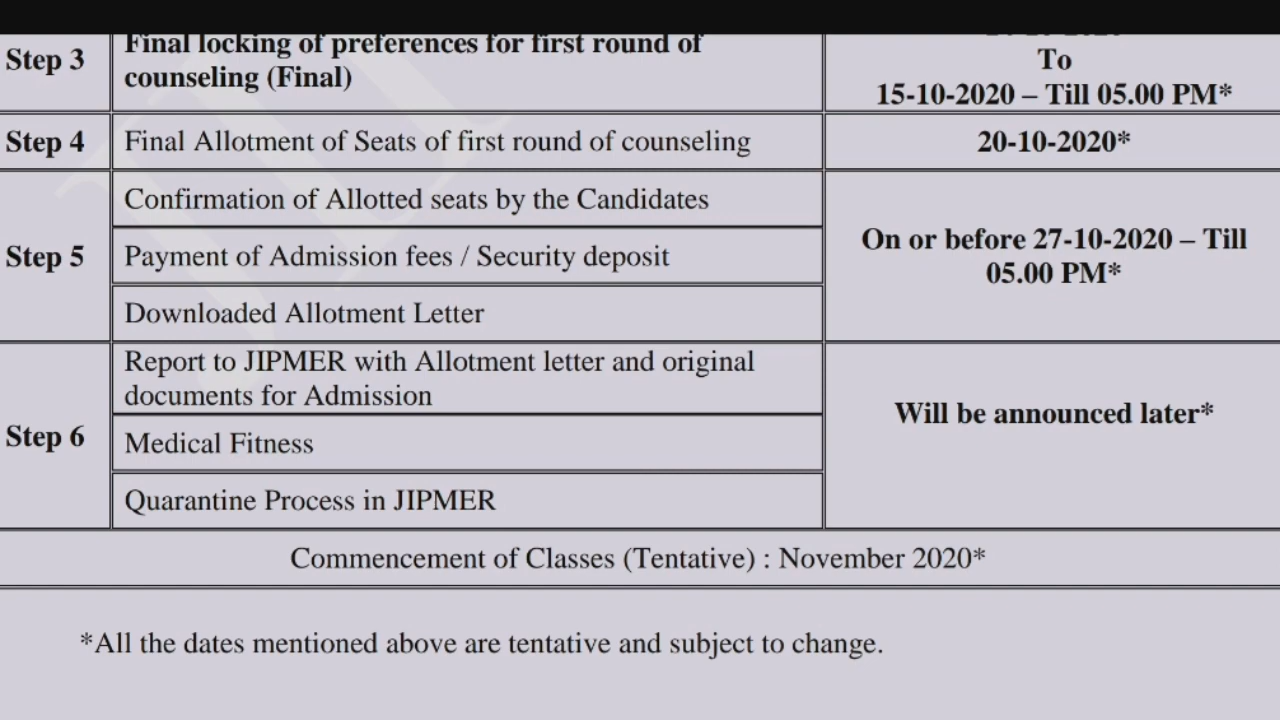 Step 3
Final locking of preferences for first round of
counseling (Final)
To
15-10-2020 – Till 05.00 PM*
Step 4
Final Allotment of Seats of first round of counseling
20-10-2020*
Step 5
Confirmation of Allotted seats by the Candidates
Payment of Admission fees / Security deposit
Downloaded Allotment Letter
On or before 27-10-2020 – Till
05.00 PM*
Step 6
Report to JIPMER with Allotment letter and original
documents for Admission
Medical Fitness
Quarantine Process in JIPMER
Will be announced later*
Commencement of Classes (Tentative) : November 2020*
*All the dates mentioned above are tentative and subject to change.